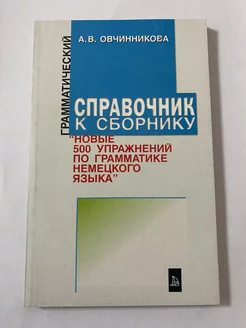 А.В. ОВЧИННИКОВА
ГРАММАТИЧЕСКИЙ
СПРАВОЧНИК
К СБОРНИКУ
"НОВЫЕ
500 УПРАЖНЕНИЙ
ПО ГРАММАТИКЕ
НЕМЕЦКОГО
ЯЗЫКА"